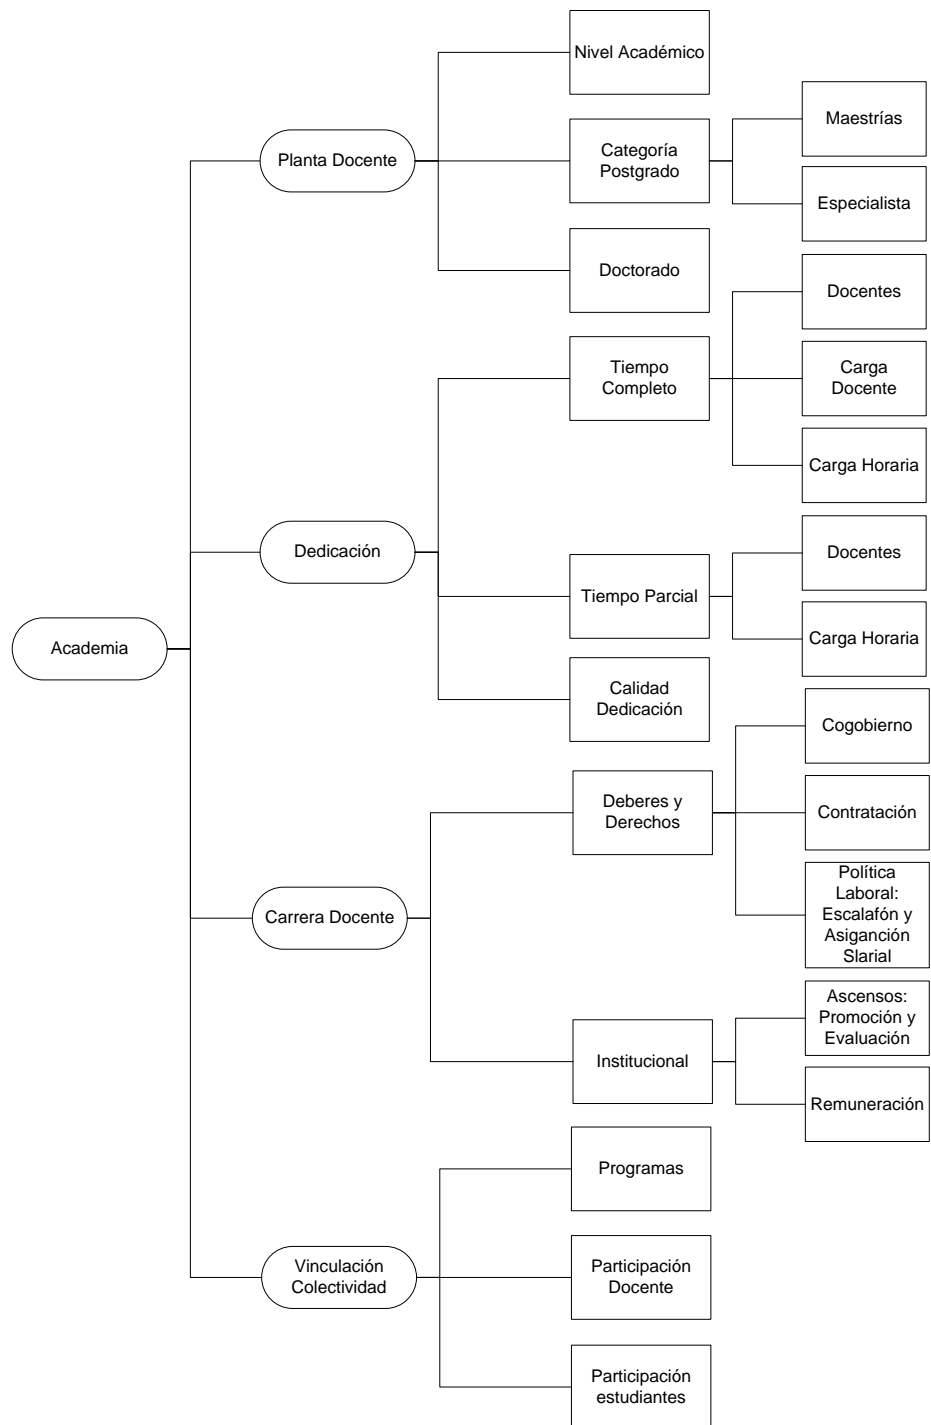 Academia
Planta Docente
Nivel Académico
Categoría
Postgrado
Maestrías
Especialista
Doctorado
Dedicación
Tiempo
Completo
Docentes
Carga
Docente
Carga Horaria
Tiempo Parcial
Docentes
Carga Horaria
Calidad
Dedicación
Carrera Docente
Deberes y
Derechos
Cogobierno
Contratación
Política
Laboral:
Escalafón y
Asigancíón
Slarial
Institucional
Ascensos:
Promoción y
Evaluación
Remuneración
Vinculación
Colectividad
Programas
Participación
Docente
Participación
estudiantes